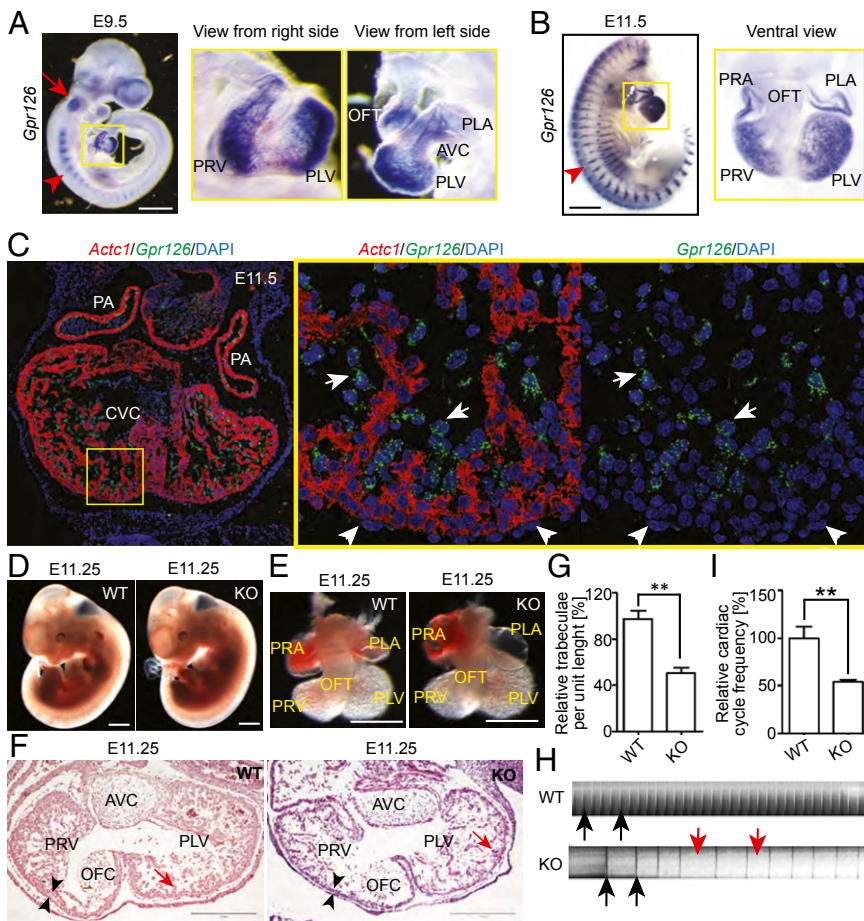 A
E9.5
View from right side
View from left side
Gpr126
PRV
PLV
OFT
PLA
AVC
PLV
B
E11.5
Ventral view
Gpr126
PRA
PLA
OFT
PRV
PLV
C
Actc1/Gpr126/DAPI
Actc1/Gpr126/DAPI
Gpr126/DAPI
E11.5
PA
PA
CVC
D
E11.25
E11.25
WT
KO
E
E11.25
E11.25
WT
KO
PRA
PLA
OFT
PRV
PLV
PRA
PLA
OFT
PRV
PLV
G
Relative trabeculae
per unit lenght [%]
120
80
40
0
**
WT
KO
I
Relative cardiac
cycle frequency [%]
150
100
50
0
**
WT
KO
F
E11.25
E11.25
WT
KO
AVC
PRV
PLV
OFC
AVC
PRV
PLV
OFC
H
WT
KO